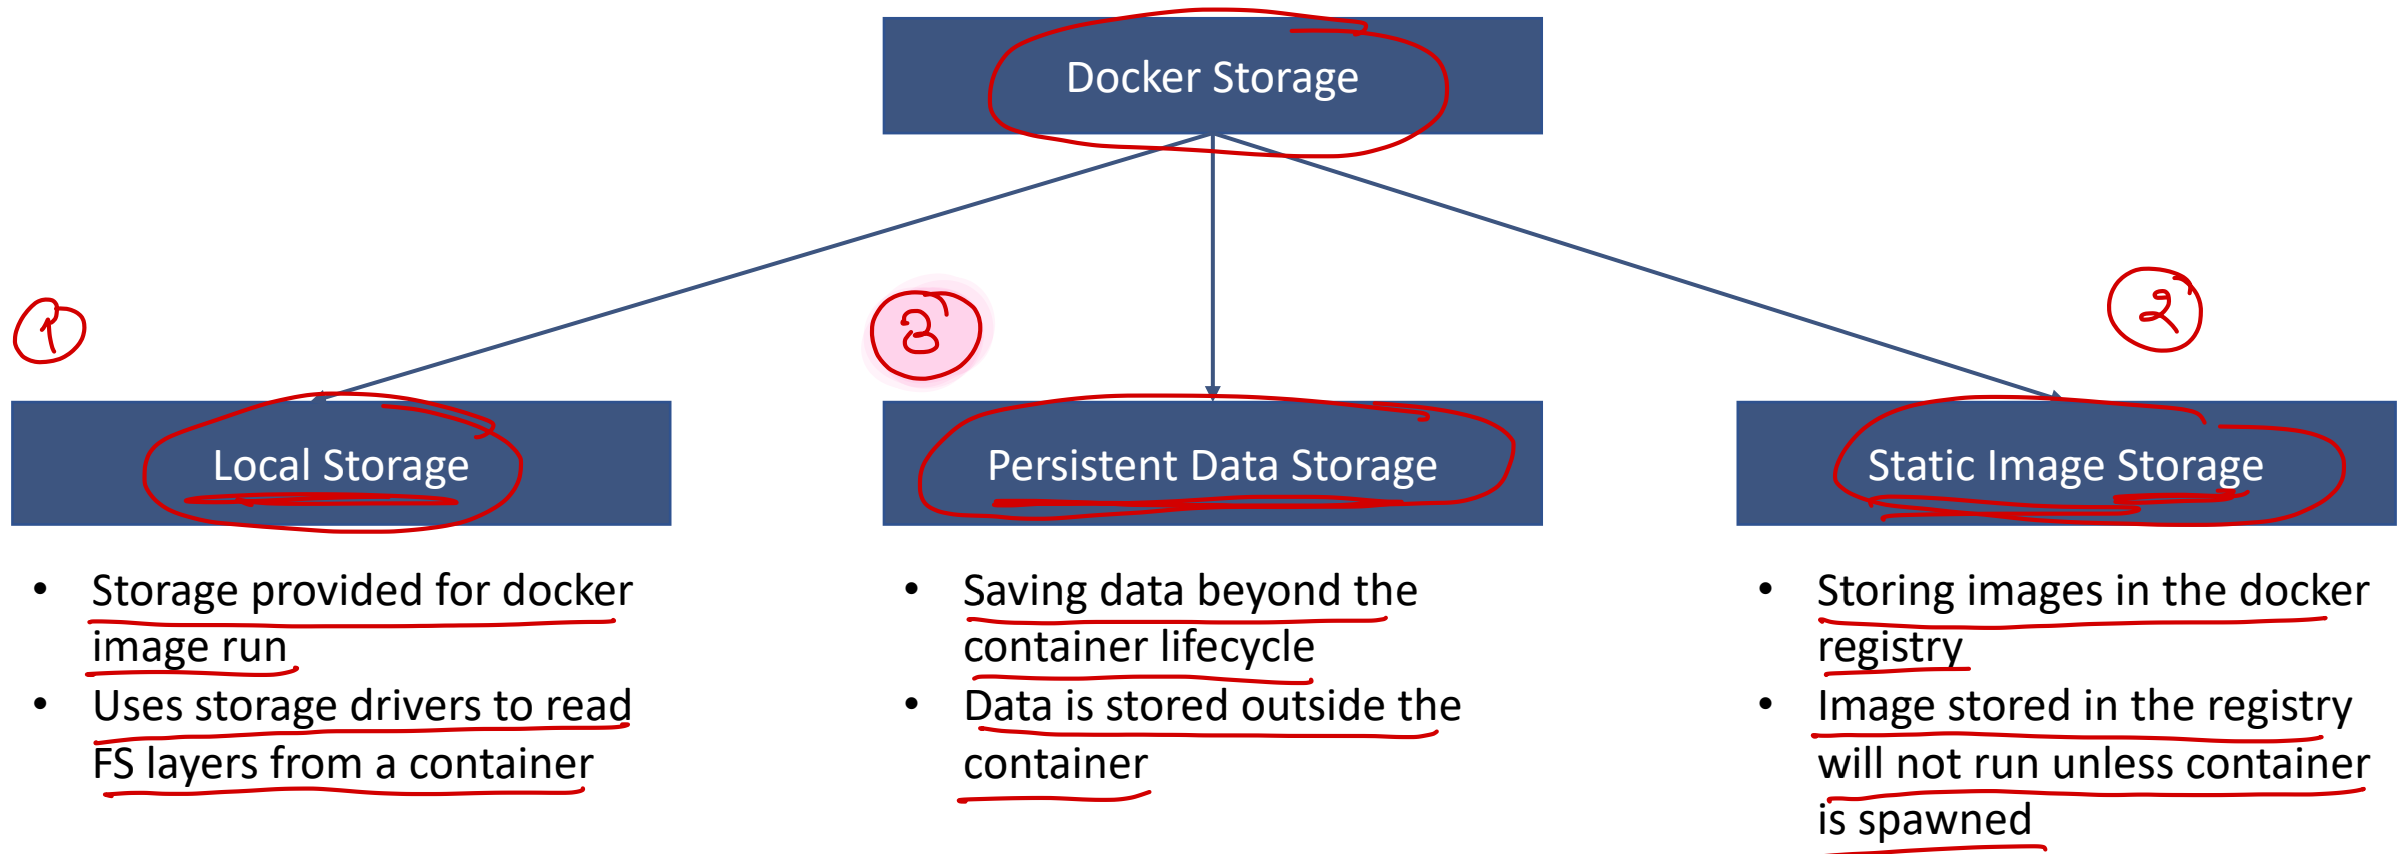 Docker Storage
1
3
2
Local Storage
Persistent Data Storage
Static Image Storage
• Storage provided for docker
image run
• Uses storage drivers to read
FS layers from a container
• Saving data beyond the
container lifecycle
• Data is stored outside the
container
• Storing images in the docker
registry
• Image stored in the registry
will not run unless container
is spawned